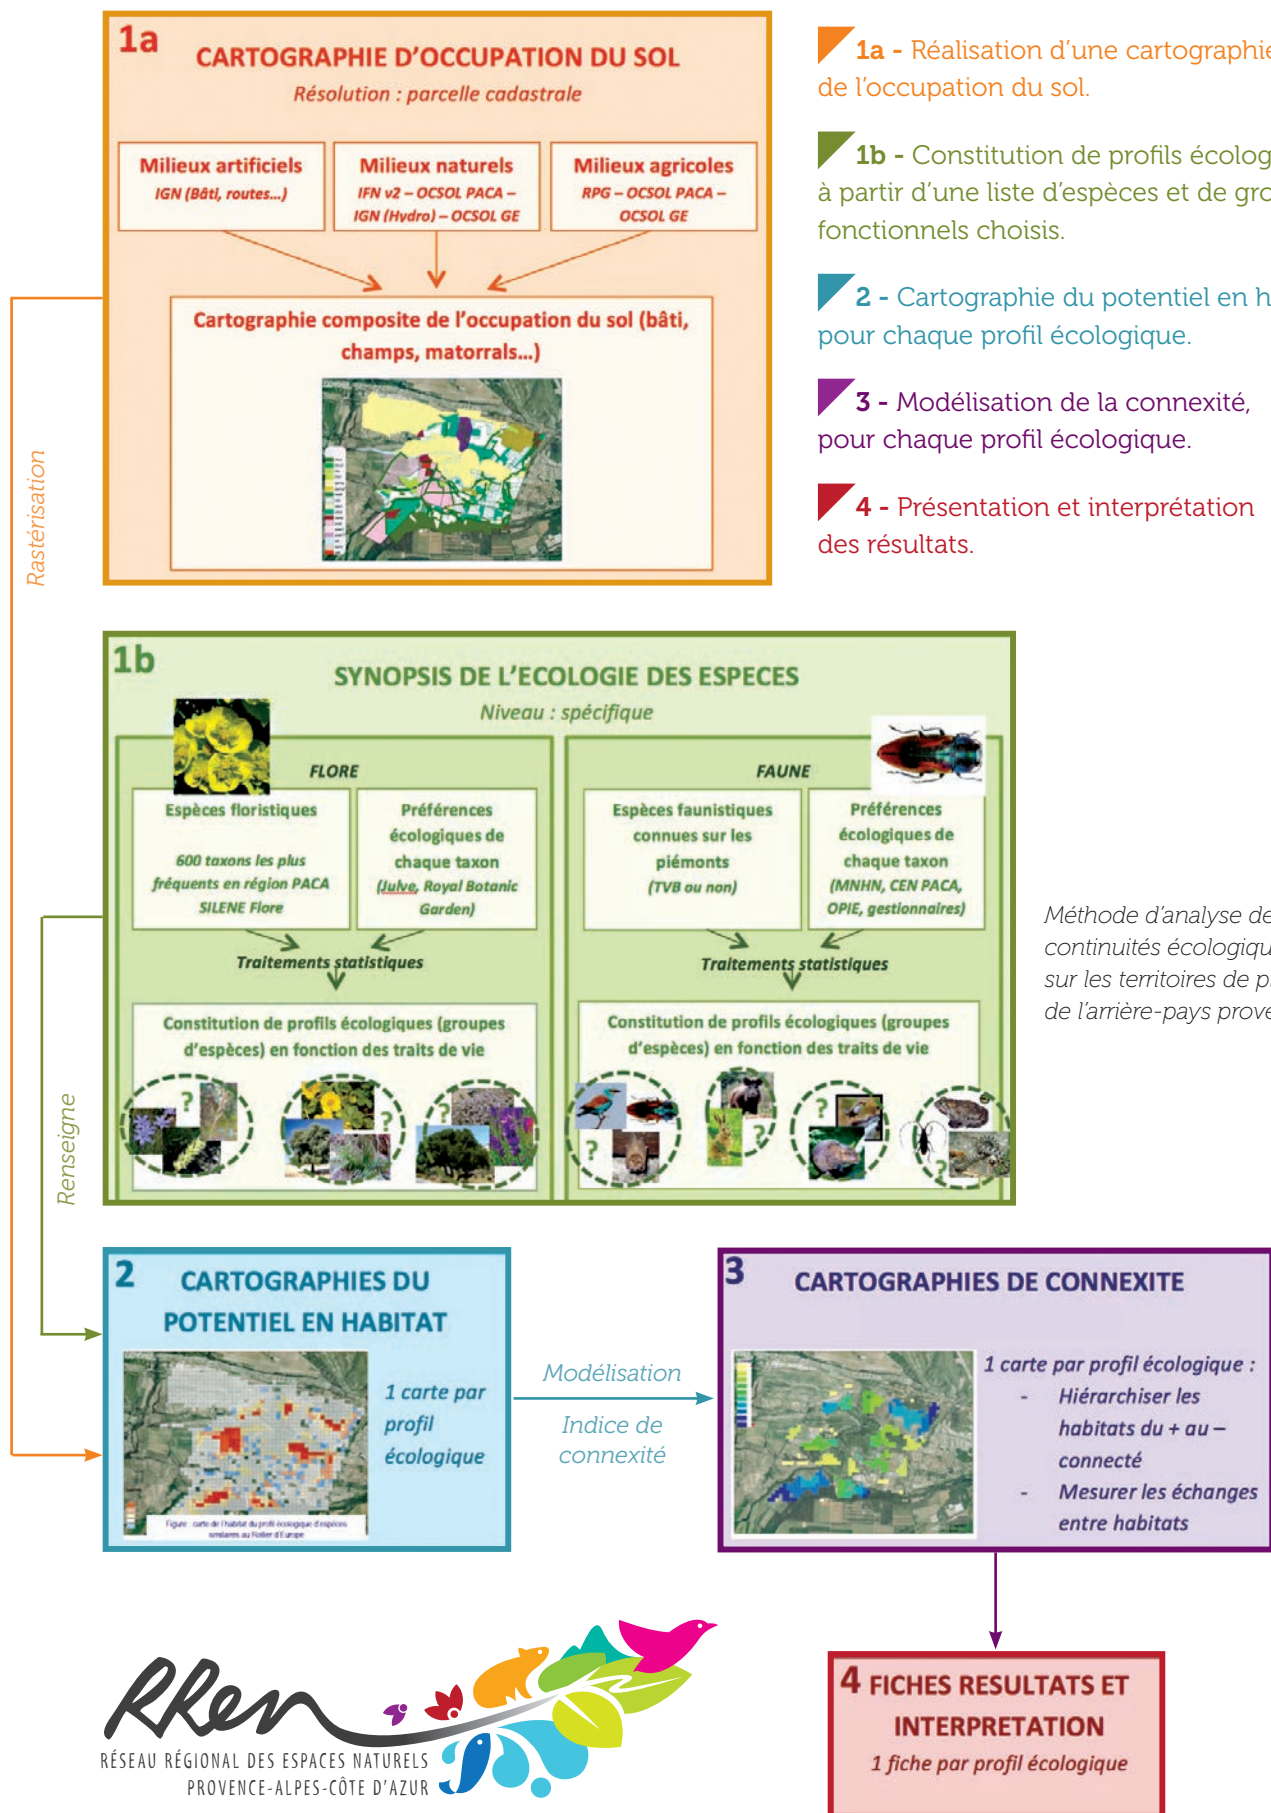 1a
CARTOGRAPHIE D'OCCUPATION DU SOL
Résolution : parcelle cadastrale
Milieux artificiels
IGN (Bâti, routes...)
Milieux naturels
IFN v2 – OCSOL PACA –
IGN (Hydro) – OCSOL GE
Milieux agricoles
RPG – OCSOL PACA –
OCSOL GE
Cartographie composite de l'occupation du sol (bâti,
champs, matorrals...)
1a - Réalisation d'une cartographie
de l'occupation du sol.
1b - Constitution de profils écolog
à partir d'une liste d'espèces et de gro
fonctionnels choisis.
2 - Cartographie du potentiel en h
pour chaque profil écologique.
3 - Modélisation de la connexité,
pour chaque profil écologique.
4 - Présentation et interprétation
des résultats.
Rastérisation
1b
SYNOPSIS DE L'ECOLOGIE DES ESPECES
Niveau : spécifique
FLORE
Espèces floristiques
600 taxons les plus
fréquents en région PACA
SILENE Flore
Préférences
écologiques de
chaque taxon
(Julve, Royal Botanic
Garden)
Traitements statistiques
Constitution de profils écologiques (groupes
d'espèces) en fonction des traits de vie
? ? ?
FAUNE
Espèces faunistiques
connues sur les
piémonts
(TVB ou non)
Préférences
écologiques de
chaque taxon
(MNHN, CEN PACA,
OPIE, gestionnaires)
Traitements statistiques
Constitution de profils écologiques (groupes
d'espèces) en fonction des traits de vie
? ? ? ?
Méthode d'analyse de
continuités écologiqu
sur les territoires de p
de l'arrière-pays prove
Renseigne
2
CARTOGRAPHIES DU
POTENTIEL EN HABITAT
1 carte par
profil
écologique
Figure : carte de l'habitat du profil écologique d'espèces
similaires au Rollier d'Europe
Modélisation
Indice de
connexité
3
CARTOGRAPHIES DE CONNEXITE
1 carte par profil écologique :
- Hiérarchiser les
habitats du + au –
connecté
- Mesurer les échanges
entre habitats
4 FICHES RESULTATS ET
INTERPRETATION
1 fiche par profil écologique
RRen
RÉSEAU RÉGIONAL DES ESPACES NATURELS
PROVENCE-ALPES-CÔTE D'AZUR